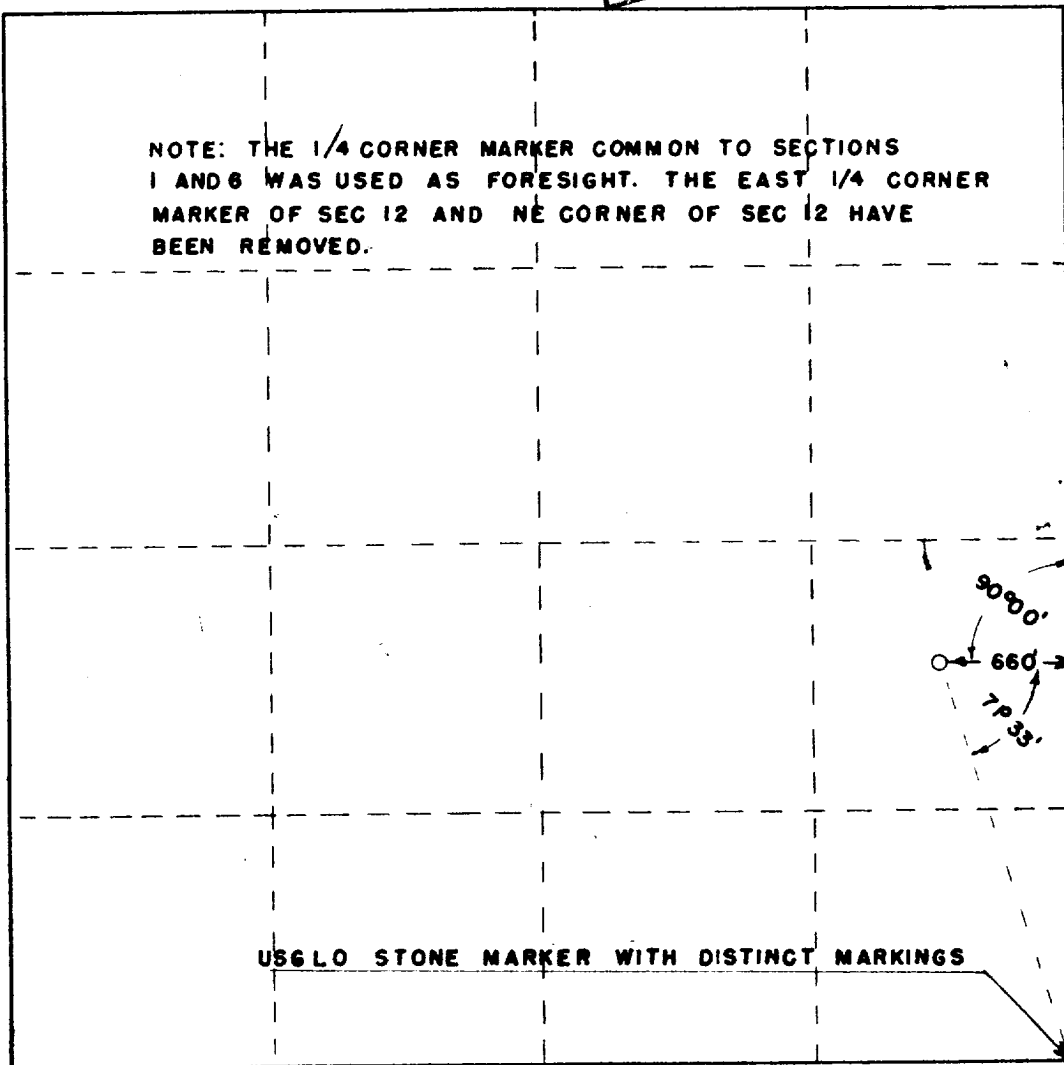 NOTE: THE 1/4 CORNER MARKER COMMON TO SECTIONS
1 AND 6 WAS USED AS FORESIGHT. THE EAST 1/4 CORNER
MARKER OF SEC 12 AND NE CORNER OF SEC 12 HAVE
BEEN REMOVED.
90°00'
660'
71° 33'
USGLO STONE MARKER WITH DISTINCT MARKINGS